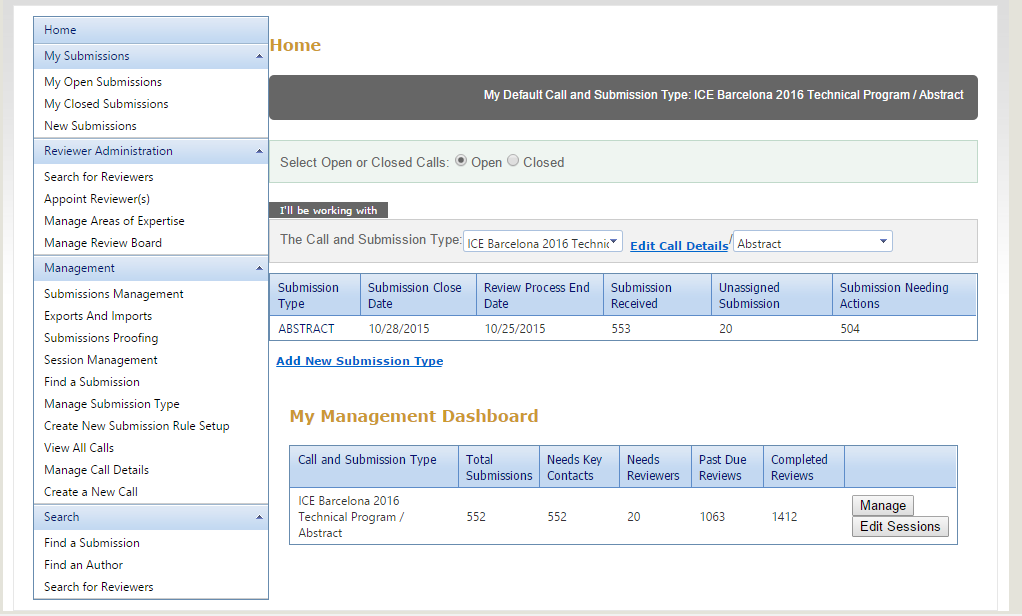 Home
My Submissions
My Open Submissions
My Closed Submissions
New Submissions
Reviewer Administration
Search for Reviewers
Appoint Reviewer(s)
Manage Areas of Expertise
Manage Review Board
Management
Submissions Management
Exports And Imports
Submissions Proofing
Session Management
Find a Submission
Manage Submission Type
Create New Submission Rule Setup
View All Calls
Manage Call Details
Create a New Call
Search
Find a Submission
Find an Author
Search for Reviewers
Home
My Default Call and Submission Type: ICE Barcelona 2016 Technical Program / Abstract
Select Open or Closed Calls: Open Closed
I'll be working with
The Call and Submission Type: ICE Barcelona 2016 Technic Edit Call Details / Abstract
Submission Type Submission Close Date Review Process End Date Submission Received Unassigned Submission Submission Needing Actions
ABSTRACT 10/28/2015 10/25/2015 553 20 504
Add New Submission Type
My Management Dashboard
Call and Submission Type Total Submissions Needs Key Contacts Needs Reviewers Past Due Reviews Completed Reviews
ICE Barcelona 2016 Technical Program / Abstract 552 552 20 1063 1412 Manage
Edit Sessions